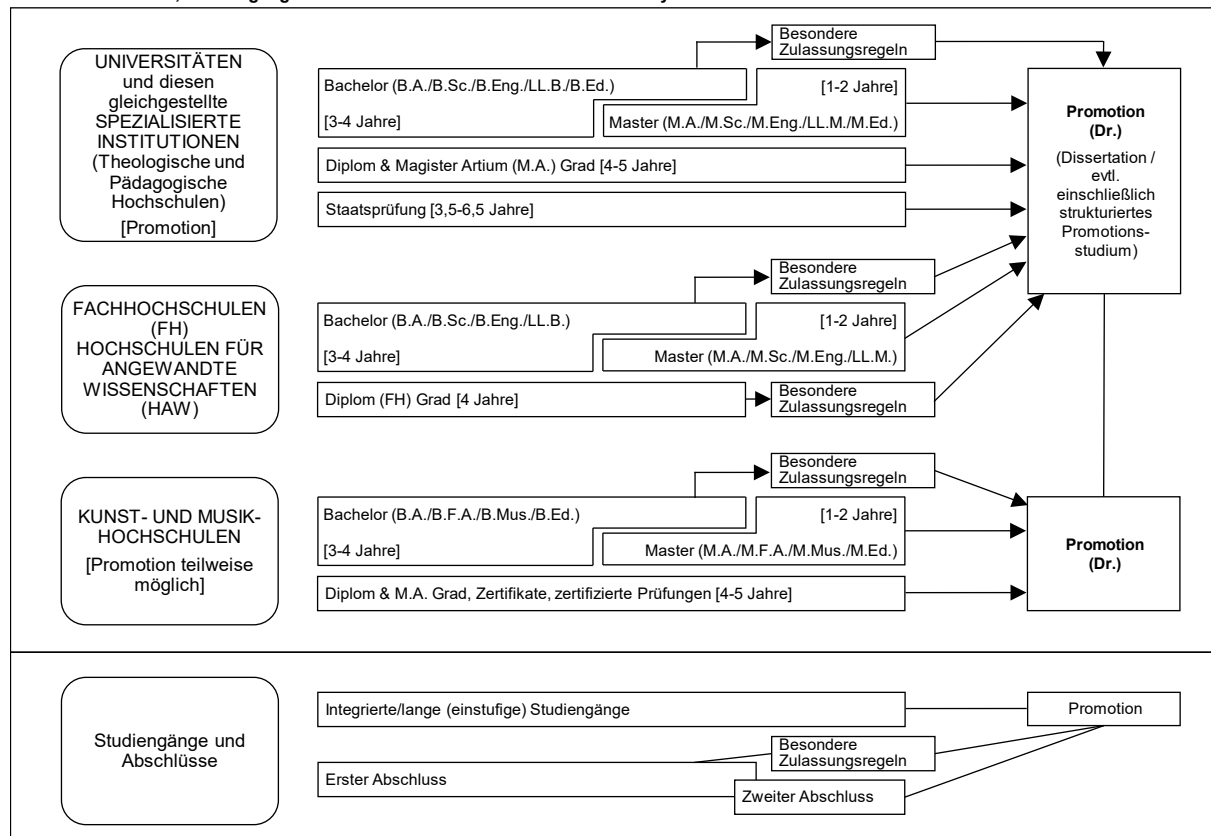 UNIVERSITÄTEN
und diesen
gleichgestellte
SPEZIALISIERTE
INSTITUTIONEN
(Theologische und
Pädagogische
Hochschulen)
[Promotion]
Besondere
Zulassungsregeln
Bachelor (B.A./B.Sc./B.Eng./LL.B./B.Ed.)
[3-4 Jahre]
[1-2 Jahre]
Master (M.A./M.Sc./M.Eng./LL.M./M.Ed.)
Diplom & Magister Artium (M.A.) Grad [4-5 Jahre]
Staatsprüfung [3,5-6,5 Jahre]
Promotion
(Dr.)
(Dissertation /
evtl.
einschließlich
strukturiertes
Promotions-
studium)
FACHHOCHSCHULEN
(FH)
HOCHSCHULEN FÜR
ANGEWANDTE
WISSENSCHAFTEN
(HAW)
Besondere
Zulassungsregeln
Bachelor (B.A./B.Sc./B.Eng./LL.B.)
[3-4 Jahre]
[1-2 Jahre]
Master (M.A./M.Sc./M.Eng./LL.M.)
Diplom (FH) Grad [4 Jahre]
Besondere
Zulassungsregeln
KUNST- UND MUSIK-
HOCHSCHULEN
[Promotion teilweise
möglich]
Besondere
Zulassungsregeln
Bachelor (B.A./B.F.A./B.Mus./B.Ed.)
[3-4 Jahre]
[1-2 Jahre]
Master (M.A./M.F.A./M.Mus./M.Ed.)
Diplom & M.A. Grad, Zertifikate, zertifizierte Prüfungen [4-5 Jahre]
Promotion
(Dr.)
Studiengänge und
Abschlüsse
Integrierte/lange (einstufige) Studiengänge
Promotion
Besondere
Zulassungsregeln
Erster Abschluss
Zweiter Abschluss